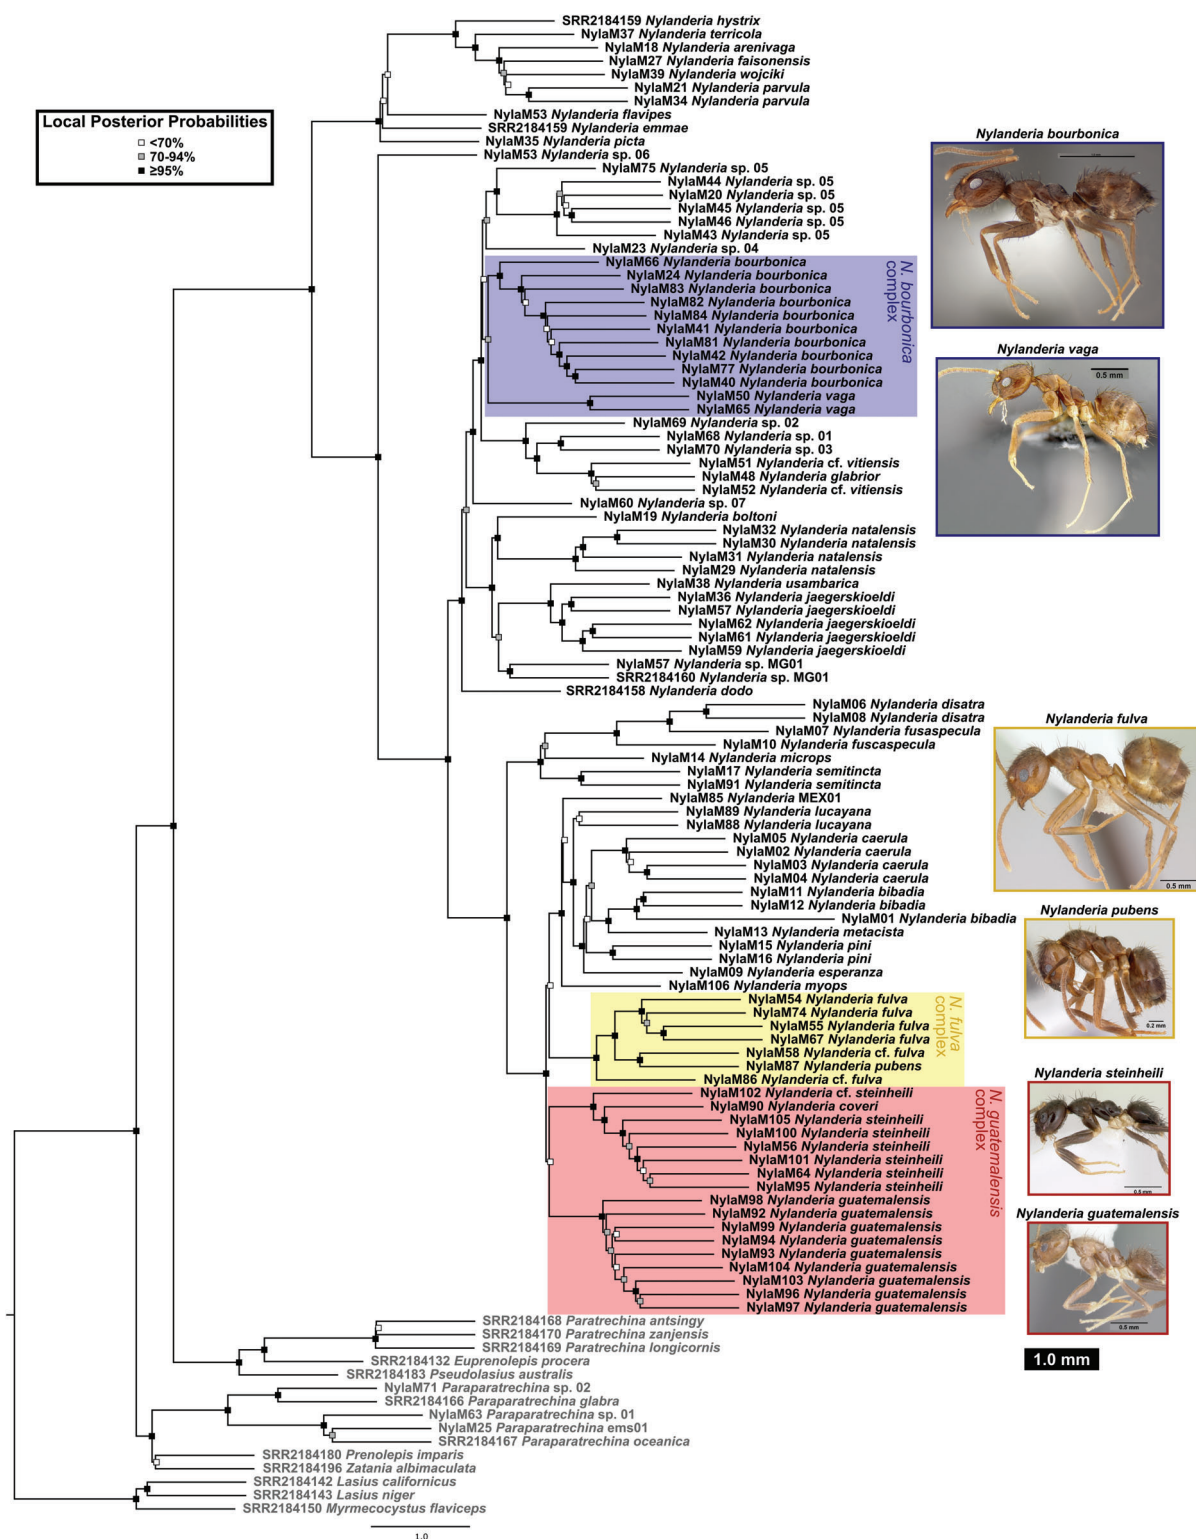 Local Posterior Probabilities
<70%
70-94%
≥95%
SRR2184159 Nylanderia hystrix
NylaM37 Nylanderia terricola
NylaM18 Nylanderia arenivaga
NylaM27 Nylanderia faisonensis
NylaM39 Nylanderia wojciki
NylaM21 Nylanderia parvula
NylaM34 Nylanderia parvula
NylaM53 Nylanderia flavipes
SRR2184159 Nylanderia emmae
NylaM35 Nylanderia picta
NylaM53 Nylanderia sp. 06
NylaM75 Nylanderia sp. 05
NylaM44 Nylanderia sp. 05
NylaM20 Nylanderia sp. 05
NylaM45 Nylanderia sp. 05
NylaM46 Nylanderia sp. 05
NylaM43 Nylanderia sp. 05
NylaM23 Nylanderia sp. 04
NylaM66 Nylanderia bourbonica
NylaM24 Nylanderia bourbonica
NylaM83 Nylanderia bourbonica
NylaM82 Nylanderia bourbonica
NylaM84 Nylanderia bourbonica
NylaM41 Nylanderia bourbonica
NylaM81 Nylanderia bourbonica
NylaM42 Nylanderia bourbonica
NylaM77 Nylanderia bourbonica
NylaM40 Nylanderia bourbonica
NylaM50 Nylanderia vaga
NylaM65 Nylanderia vaga
N. bourbonica
complex
NylaM69 Nylanderia sp. 02
NylaM68 Nylanderia sp. 01
NylaM70 Nylanderia sp. 03
NylaM51 Nylanderia cf. vitiensis
NylaM48 Nylanderia glabrior
NylaM52 Nylanderia cf. vitiensis
NylaM60 Nylanderia sp. 07
NylaM19 Nylanderia boltoni
NylaM32 Nylanderia natalensis
NylaM30 Nylanderia natalensis
NylaM31 Nylanderia natalensis
NylaM29 Nylanderia natalensis
NylaM38 Nylanderia usambarica
NylaM36 Nylanderia jaegerskioeldi
NylaM57 Nylanderia jaegerskioeldi
NylaM62 Nylanderia jaegerskioeldi
NylaM61 Nylanderia jaegerskioeldi
NylaM59 Nylanderia jaegerskioeldi
NylaM57 Nylanderia sp. MG01
SRR2184160 Nylanderia sp. MG01
SRR2184158 Nylanderia dodo
NylaM06 Nylanderia disatra
NylaM08 Nylanderia disatra
NylaM07 Nylanderia fusaspecula
NylaM10 Nylanderia fuscaspecula
NylaM14 Nylanderia microps
NylaM17 Nylanderia semitincta
NylaM91 Nylanderia semitincta
NylaM85 Nylanderia MEX01
NylaM89 Nylanderia lucayana
NylaM88 Nylanderia lucayana
NylaM05 Nylanderia caerula
NylaM02 Nylanderia caerula
NylaM03 Nylanderia caerula
NylaM04 Nylanderia caerula
NylaM11 Nylanderia bibadia
NylaM12 Nylanderia bibadia
NylaM01 Nylanderia bibadia
NylaM13 Nylanderia metacista
NylaM15 Nylanderia pini
NylaM16 Nylanderia pini
NylaM09 Nylanderia esperanza
NylaM106 Nylanderia myops
NylaM54 Nylanderia fulva
NylaM74 Nylanderia fulva
NylaM55 Nylanderia fulva
NylaM67 Nylanderia fulva
NylaM58 Nylanderia cf. fulva
NylaM87 Nylanderia pubens
NylaM86 Nylanderia cf. fulva
N. fulva
complex
NylaM102 Nylanderia cf. steinheili
NylaM90 Nylanderia coveri
NylaM105 Nylanderia steinheili
NylaM100 Nylanderia steinheili
NylaM56 Nylanderia steinheili
NylaM101 Nylanderia steinheili
NylaM64 Nylanderia steinheili
NylaM95 Nylanderia steinheili
NylaM98 Nylanderia guatemalensis
NylaM92 Nylanderia guatemalensis
NylaM99 Nylanderia guatemalensis
NylaM94 Nylanderia guatemalensis
NylaM93 Nylanderia guatemalensis
NylaM104 Nylanderia guatemalensis
NylaM103 Nylanderia guatemalensis
NylaM96 Nylanderia guatemalensis
NylaM97 Nylanderia guatemalensis
N. guatemalensis
complex
SRR2184168 Paratrechina antsingy
SRR2184170 Paratrechina zanjensis
SRR2184169 Paratrechina longicornis
SRR2184132 Euprenolepis procera
SRR2184183 Pseudolasius australis
NylaM71 Paraparatrechina sp. 02
SRR2184166 Paraparatrechina glabra
NylaM63 Paraparatrechina sp. 01
NylaM25 Paraparatrechina ems01
SRR2184167 Paraparatrechina oceanica
SRR2184180 Prenolepis imparis
SRR2184196 Zatania albimaculata
SRR2184142 Lasius californicus
SRR2184143 Lasius niger
SRR2184150 Myrmecocystus flaviceps
1.0
Nylanderia bourbonica
Nylanderia vaga
0.5 mm
Nylanderia fulva
0.5 mm
Nylanderia pubens
0.2 mm
Nylanderia steinheili
0.5 mm
Nylanderia guatemalensis
0.5 mm
1.0 mm